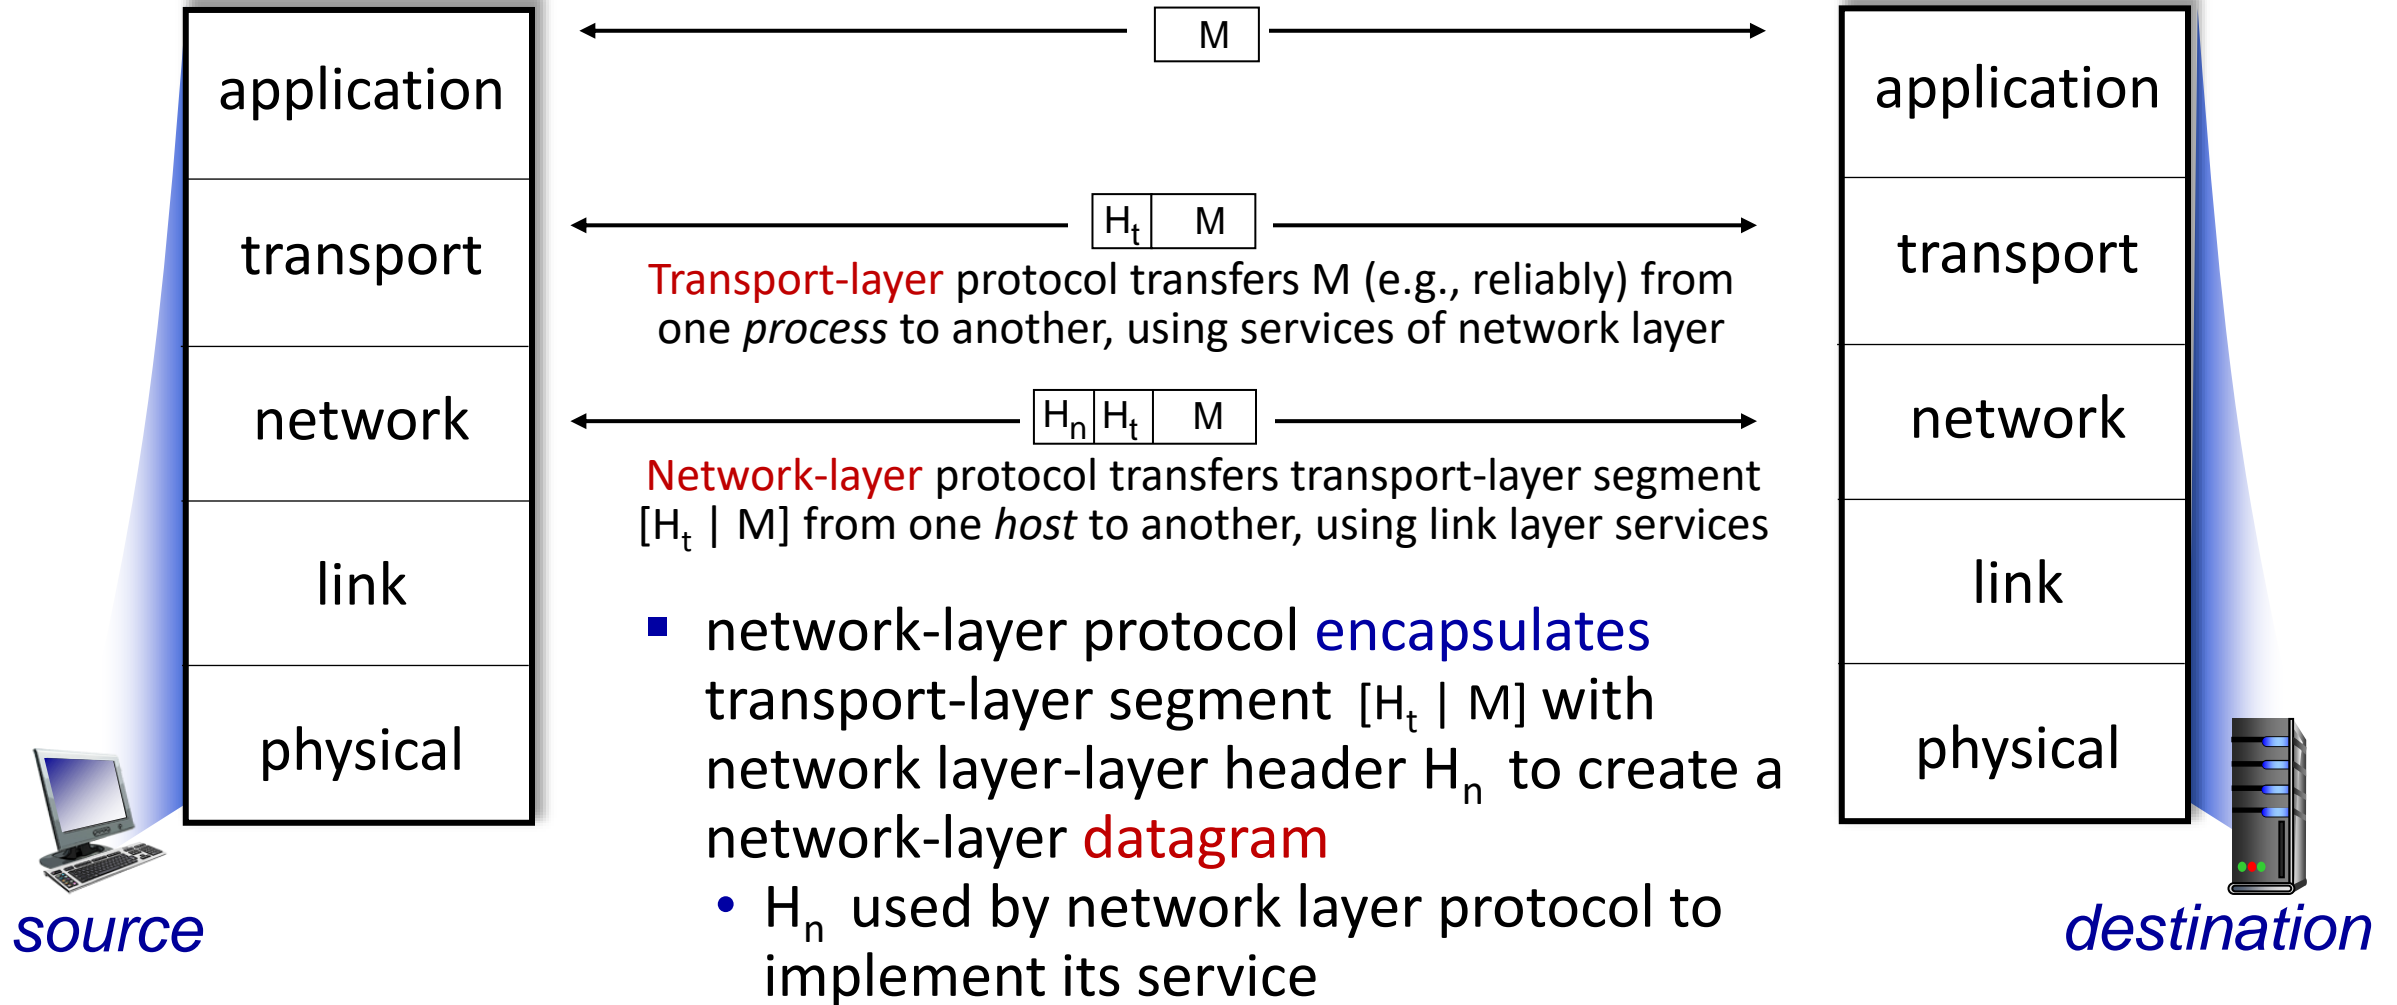 application
transport
network
link
physical
source
M
Hₜ M
Transport-layer protocol transfers M (e.g., reliably) from
one process to another, using services of network layer
Hₙ Hₜ M
Network-layer protocol transfers transport-layer segment
[Hₜ | M] from one host to another, using link layer services
▪ network-layer protocol encapsulates
transport-layer segment [Hₜ | M] with
network layer-layer header Hₙ to create a
network-layer datagram
• Hₙ used by network layer protocol to
implement its service
application
transport
network
link
physical
destination